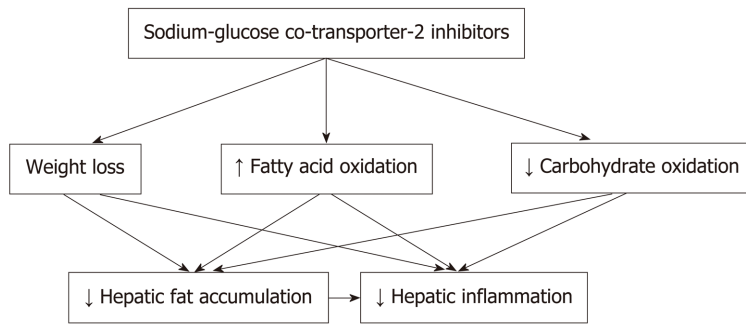 Sodium-glucose co-transporter-2 inhibitors
Weight loss
↑ Fatty acid oxidation
↓ Carbohydrate oxidation
↓ Hepatic fat accumulation
↓ Hepatic inflammation